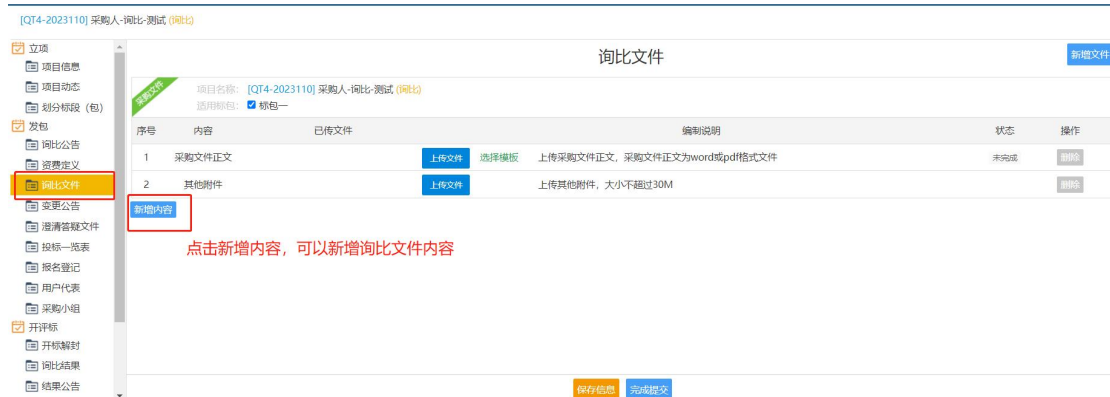 [QT4-2023110] 采购人-询比-测试 (询比)
立项
项目信息
项目动态
划分标段（包）
发包
询比公告
资费定义
询比文件
变更公告
澄清答疑文件
投标一览表
报名登记
用户代表
采购小组
开评标
开标解封
询比结果
结果公告
询比文件
新增文件
采购文件
项目名称: [QT4-2023110] 采购人-询比-测试 (询比)
适用标包: 标包一
序号 内容 已传文件 编制说明 状态 操作
1 采购文件正文 上传文件 选择模板 上传采购文件正文，采购文件正文为word或pdf格式文件 未完成 删除
2 其他附件 上传文件 上传其他附件，大小不超过30M 删除
新增内容
点击新增内容，可以新增询比文件内容
保存信息 完成提交